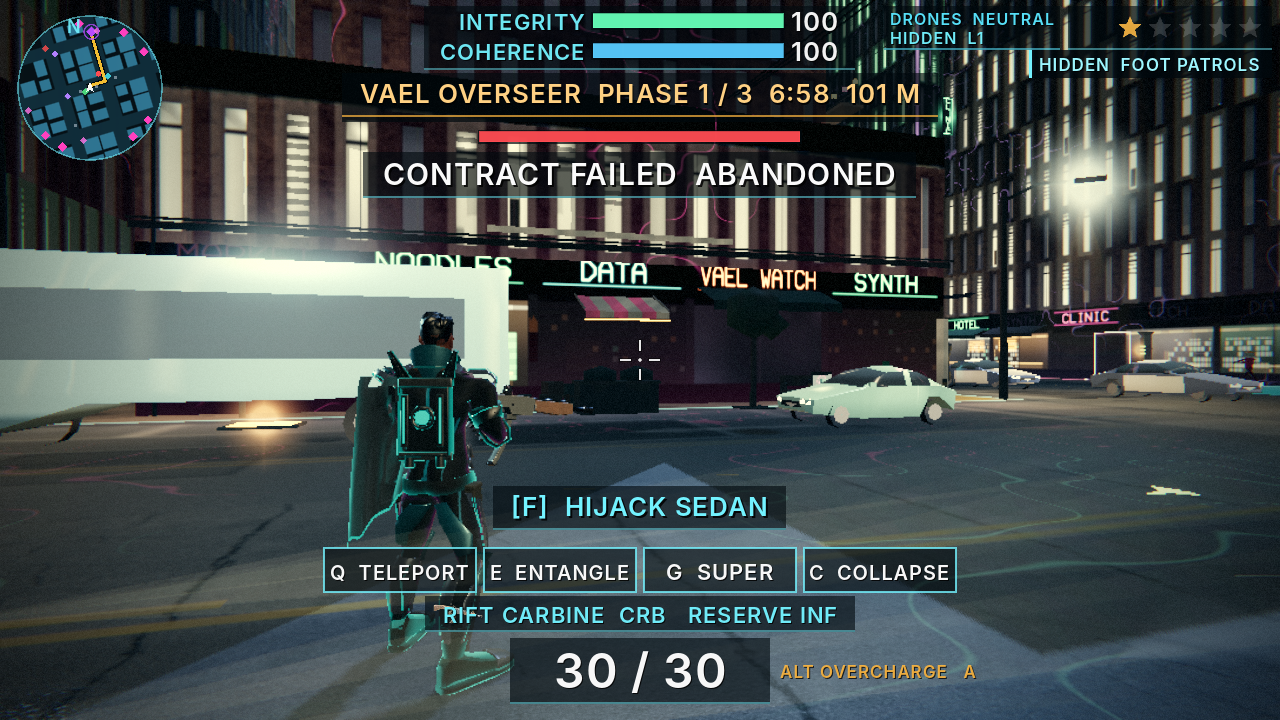 N
INTEGRITY 100
COHERENCE 100
DRONES NEUTRAL
HIDDEN L1
HIDDEN FOOT PATROLS
VAEL OVERSEER PHASE 1 / 3 6:58 101 M
CONTRACT FAILED ABANDONED
NOODLES
DATA
VAEL WATCH
SYNTH
HOTEL
CLINIC
[F] HIJACK SEDAN
Q TELEPORT
E ENTANGLE
G SUPER
C COLLAPSE
RIFT CARBINE CRB RESERVE INF
30 / 30
ALT OVERCHARGE A